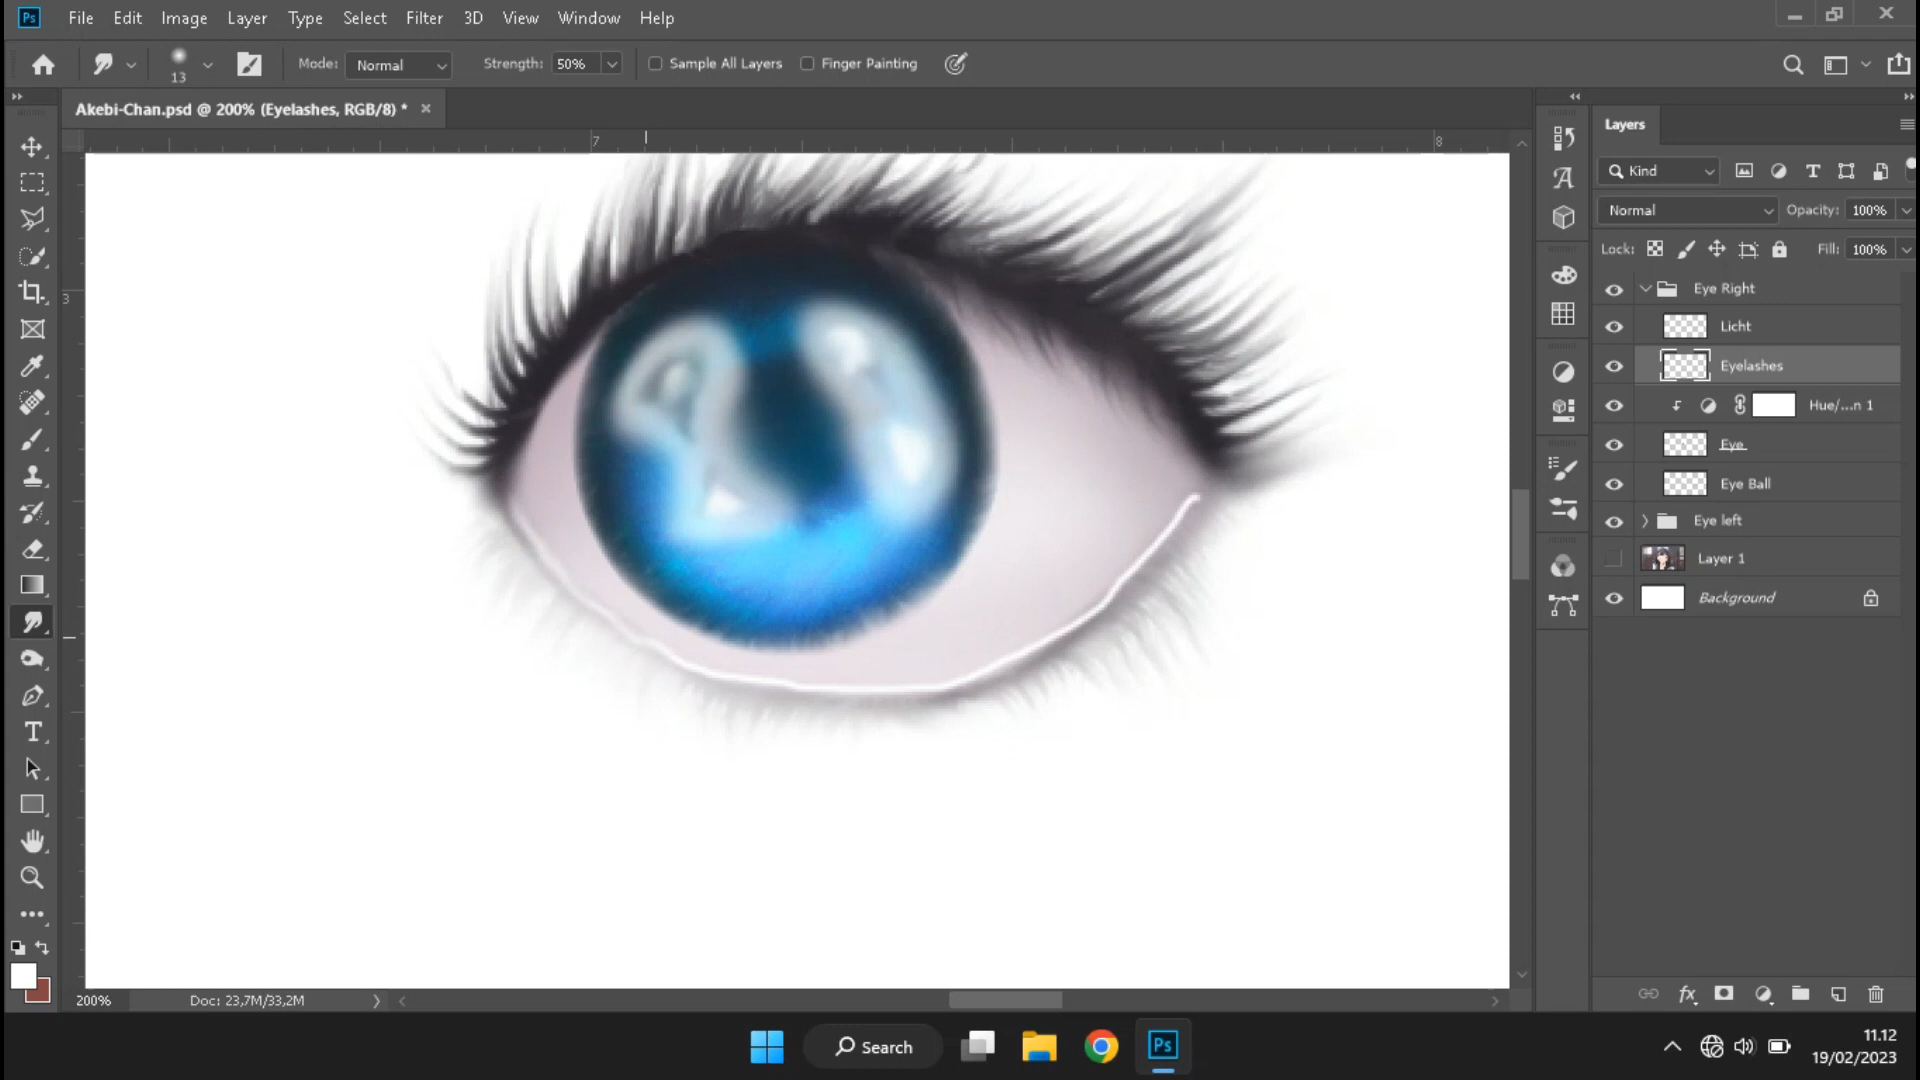 Ps File Edit Image Layer Type Select Filter 3D View Window Help
13 Mode: Normal Strength: 50% Sample All Layers Finger Painting
Akebi-Chan.psd @ 200% (Eyelashes, RGB/8) *
7 8
3
Layers
Kind
Normal Opacity: 100%
Lock: Fill: 100%
Eye Right
Licht
Eyelashes
Hue/...n 1
Eye
Eye Ball
Eye left
Layer 1
Background
200% Doc: 23,7M/33,2M
fx
Search
Ps
11.12
19/02/2023